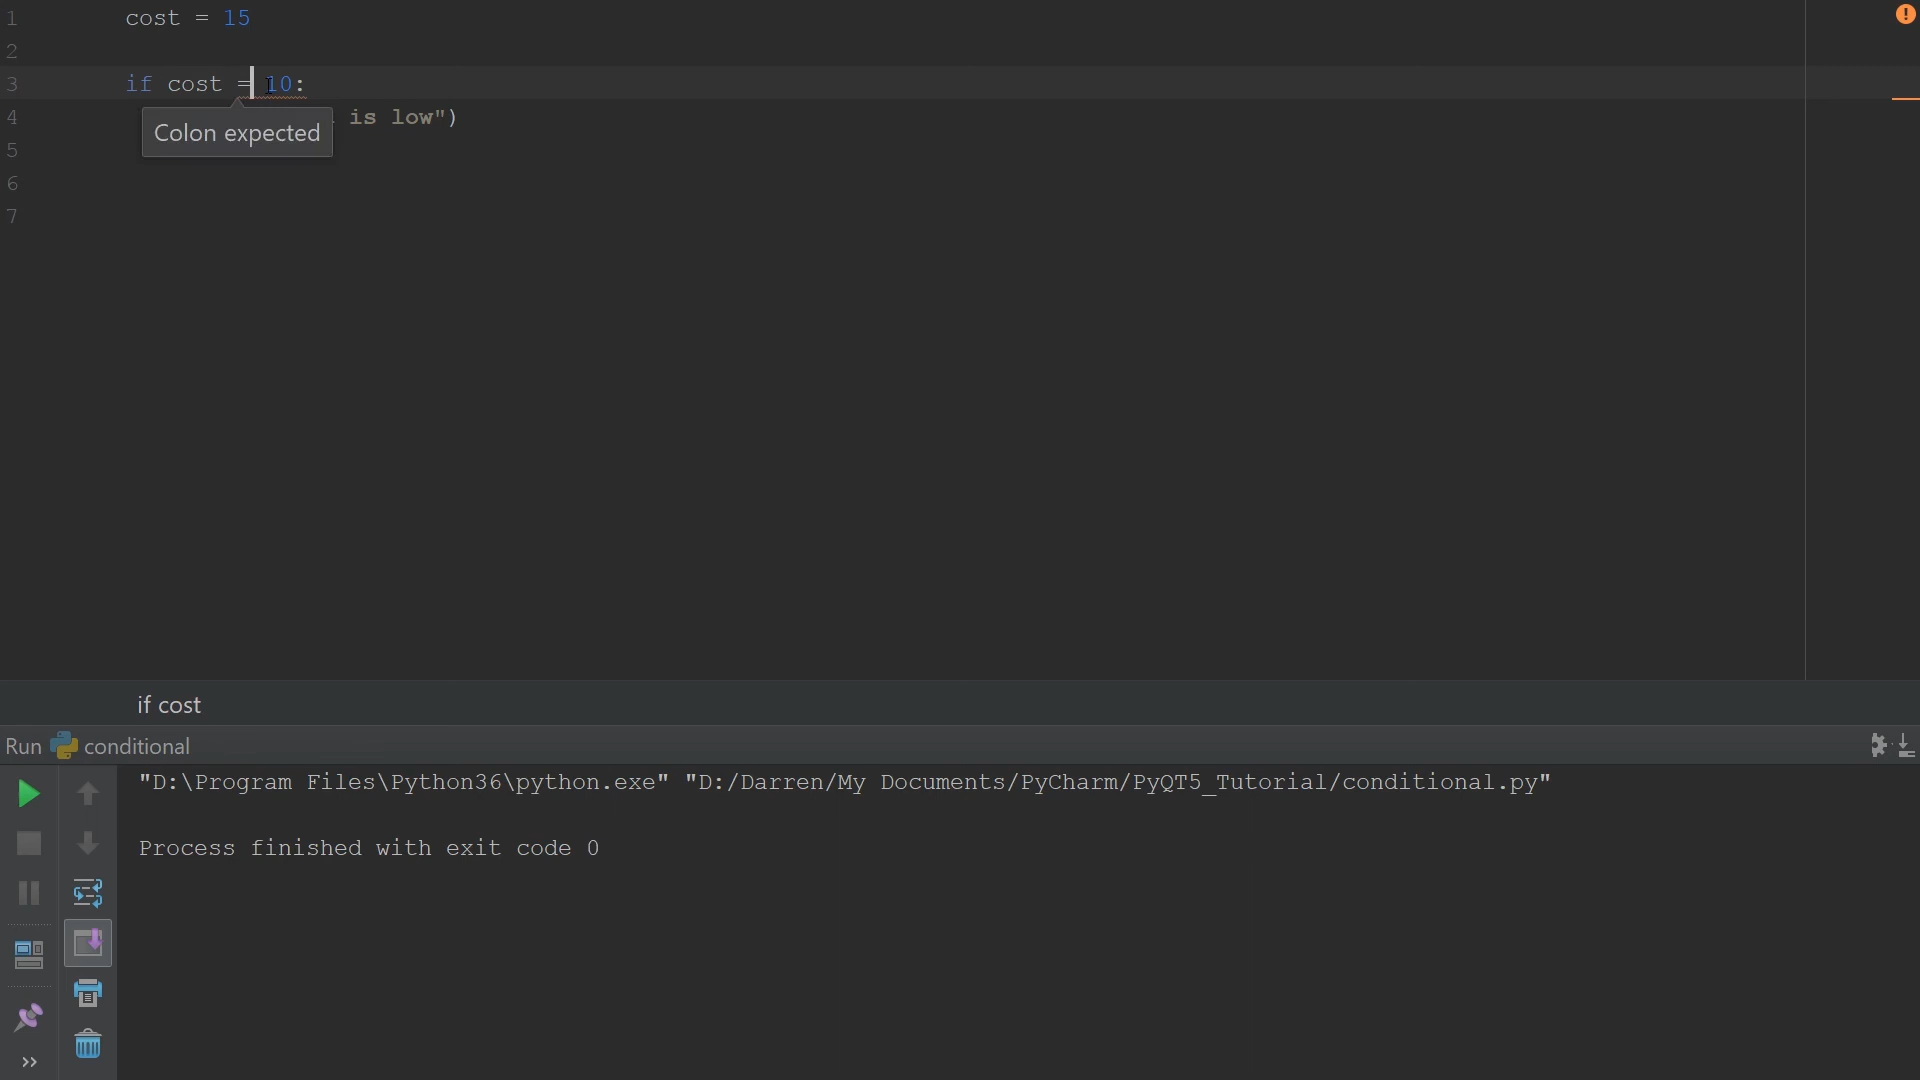 1 cost = 15
2
3 if cost = 10:
4 is low")
Colon expected
5
6
7
if cost
Run conditional
"D:\Program Files\Python36\python.exe" "D:/Darren/My Documents/PyCharm/PyQT5_Tutorial/conditional.py"
Process finished with exit code 0